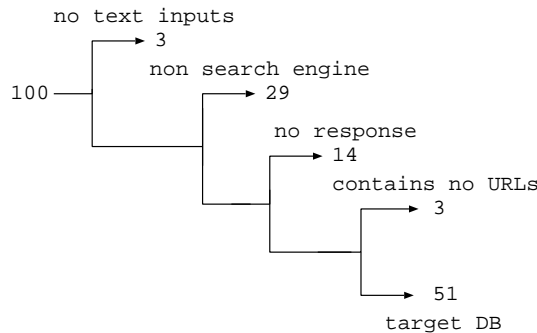 no text inputs
3
non search engine
100
29
no response
14
contains no URLs
3
51
target DB